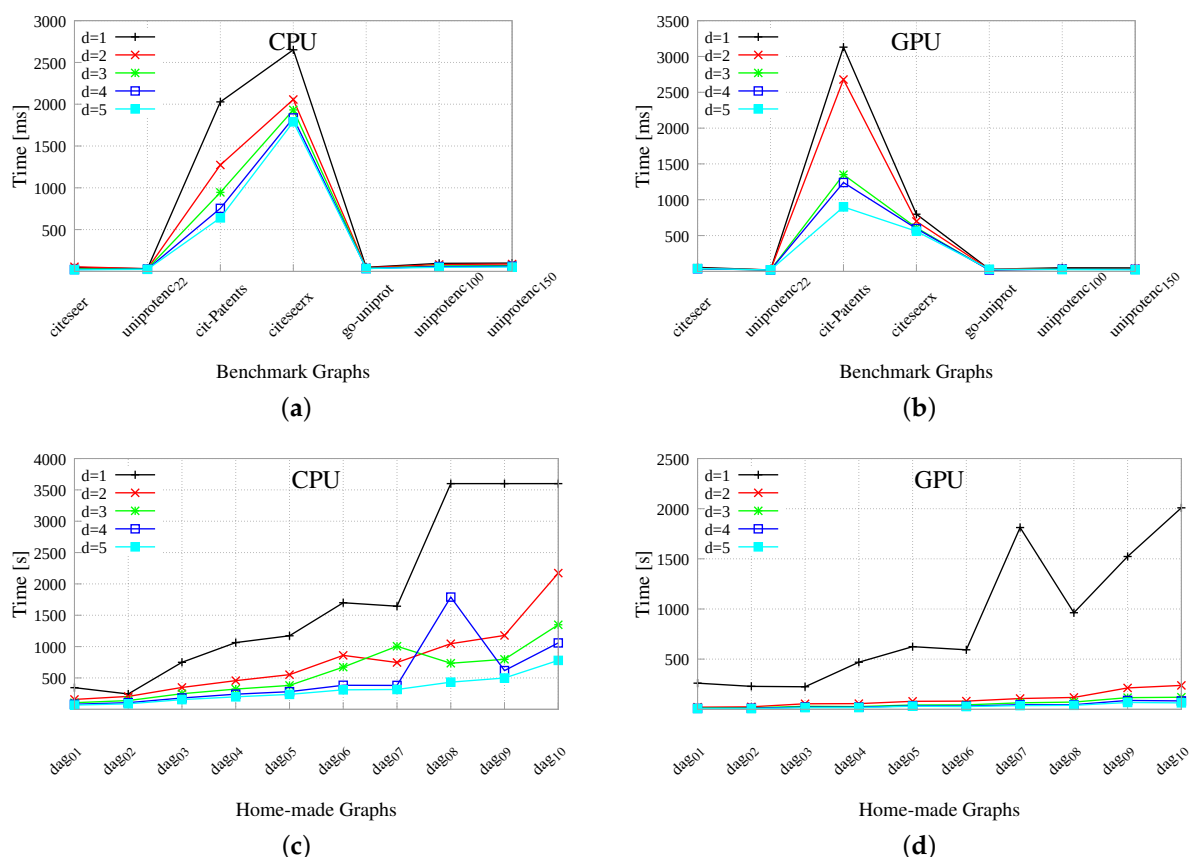 CPU
d=1
d=2
d=3
d=4
d=5
3000
2500
2000
1500
1000
500
Time [ms]
citeseer
uniprotenc22
cit-Patents
citeseerx
go-uniprot
uniprotenc100
uniprotenc150
Benchmark Graphs
(a)
GPU
d=1
d=2
d=3
d=4
d=5
3500
3000
2500
2000
1500
1000
500
Time [ms]
citeseer
uniprotenc22
cit-Patents
citeseerx
go-uniprot
uniprotenc100
uniprotenc150
Benchmark Graphs
(b)
CPU
d=1
d=2
d=3
d=4
d=5
4000
3500
3000
2500
2000
1500
1000
500
Time [s]
dag01
dag02
dag03
dag04
dag05
dag06
dag07
dag08
dag09
dag10
Home-made Graphs
(c)
GPU
d=1
d=2
d=3
d=4
d=5
2500
2000
1500
1000
500
Time [s]
dag01
dag02
dag03
dag04
dag05
dag06
dag07
dag08
dag09
dag10
Home-made Graphs
(d)